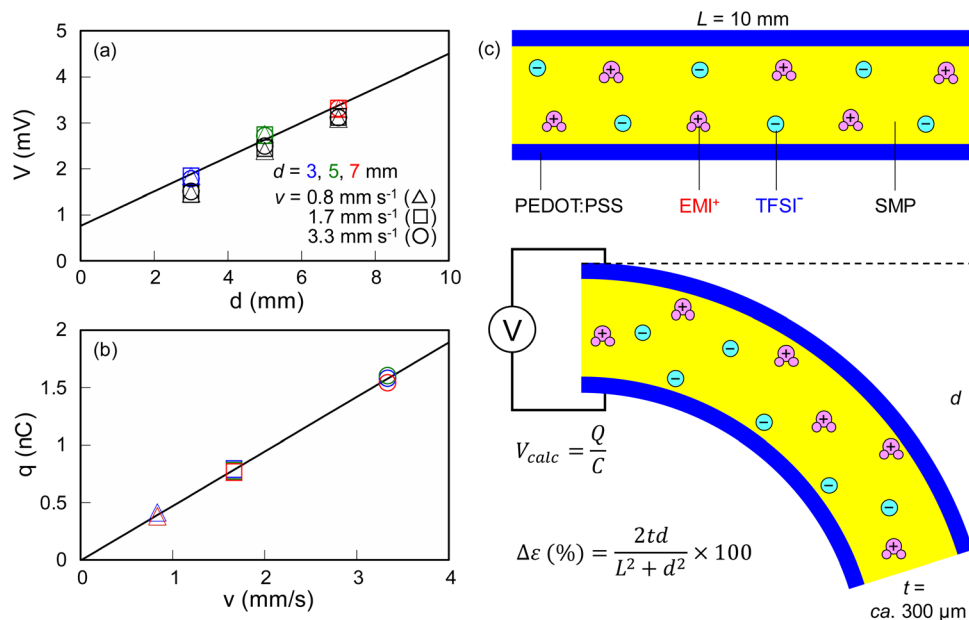 (a)
5
4
3
2
1
0
V (mV)
d = 3, 5, 7 mm
v = 0.8 mm s⁻¹ (△)
1.7 mm s⁻¹ (□)
3.3 mm s⁻¹ (○)
0 2 4 6 8 10
d (mm)
(b)
2
1.5
1
0.5
0
q (nC)
0 1 2 3 4
v (mm/s)
(c)
L = 10 mm
PEDOT:PSS EMI⁺ TFSI⁻ SMP
V
d
V_calc = Q/C
Δε (%) = 2td/(L² + d²) × 100
t =
ca. 300 μm